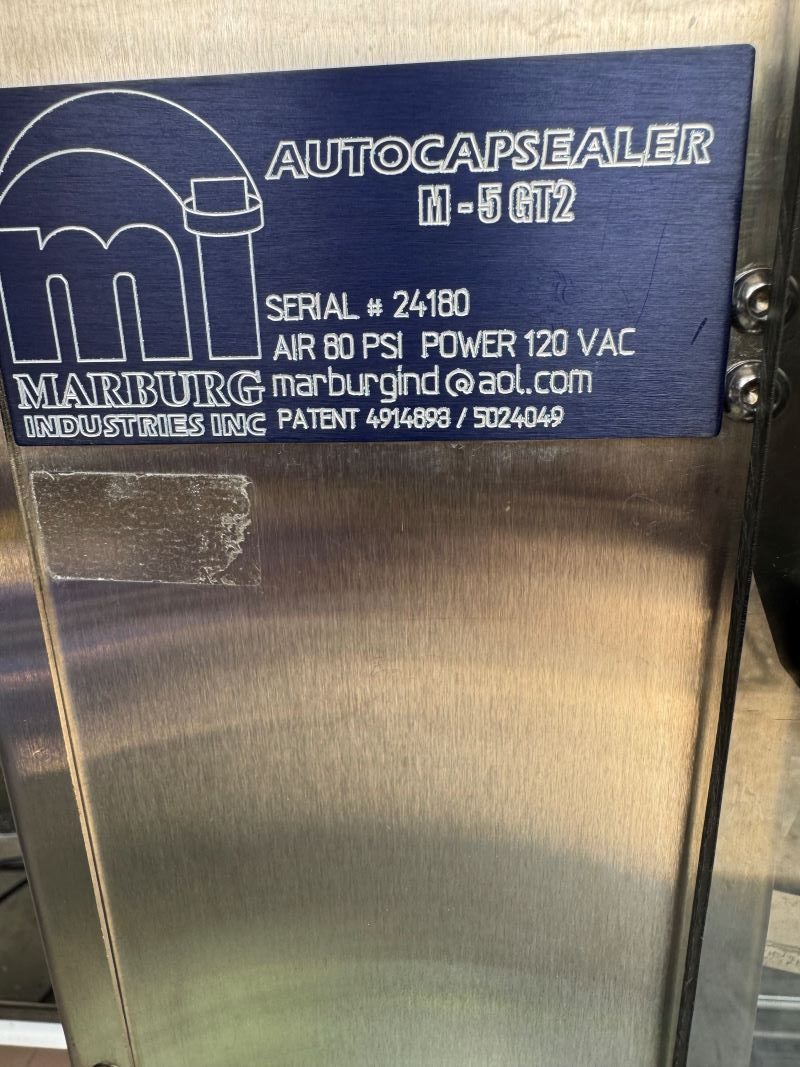 AUTOCAPSEALER
M - 5 GT2
SERIAL # 24180
AIR 80 PSI POWER 120 VAC
marburgind@aol.com
PATENT 4914893 / 5024049
mi
MARBURG
INDUSTRIES INC